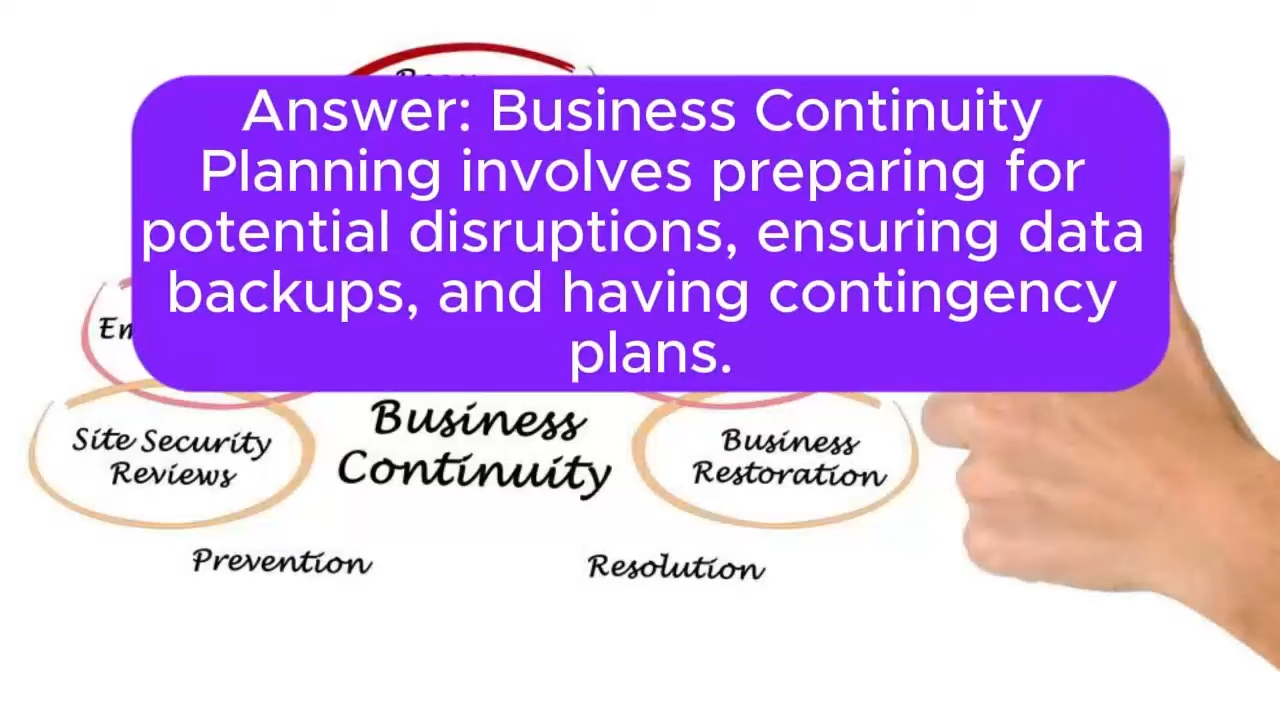 Answer: Business Continuity
Planning involves preparing for
potential disruptions, ensuring data
backups, and having contingency
plans.
Site Security
Reviews
Business
Continuity
Business
Restoration
Prevention
Resolution